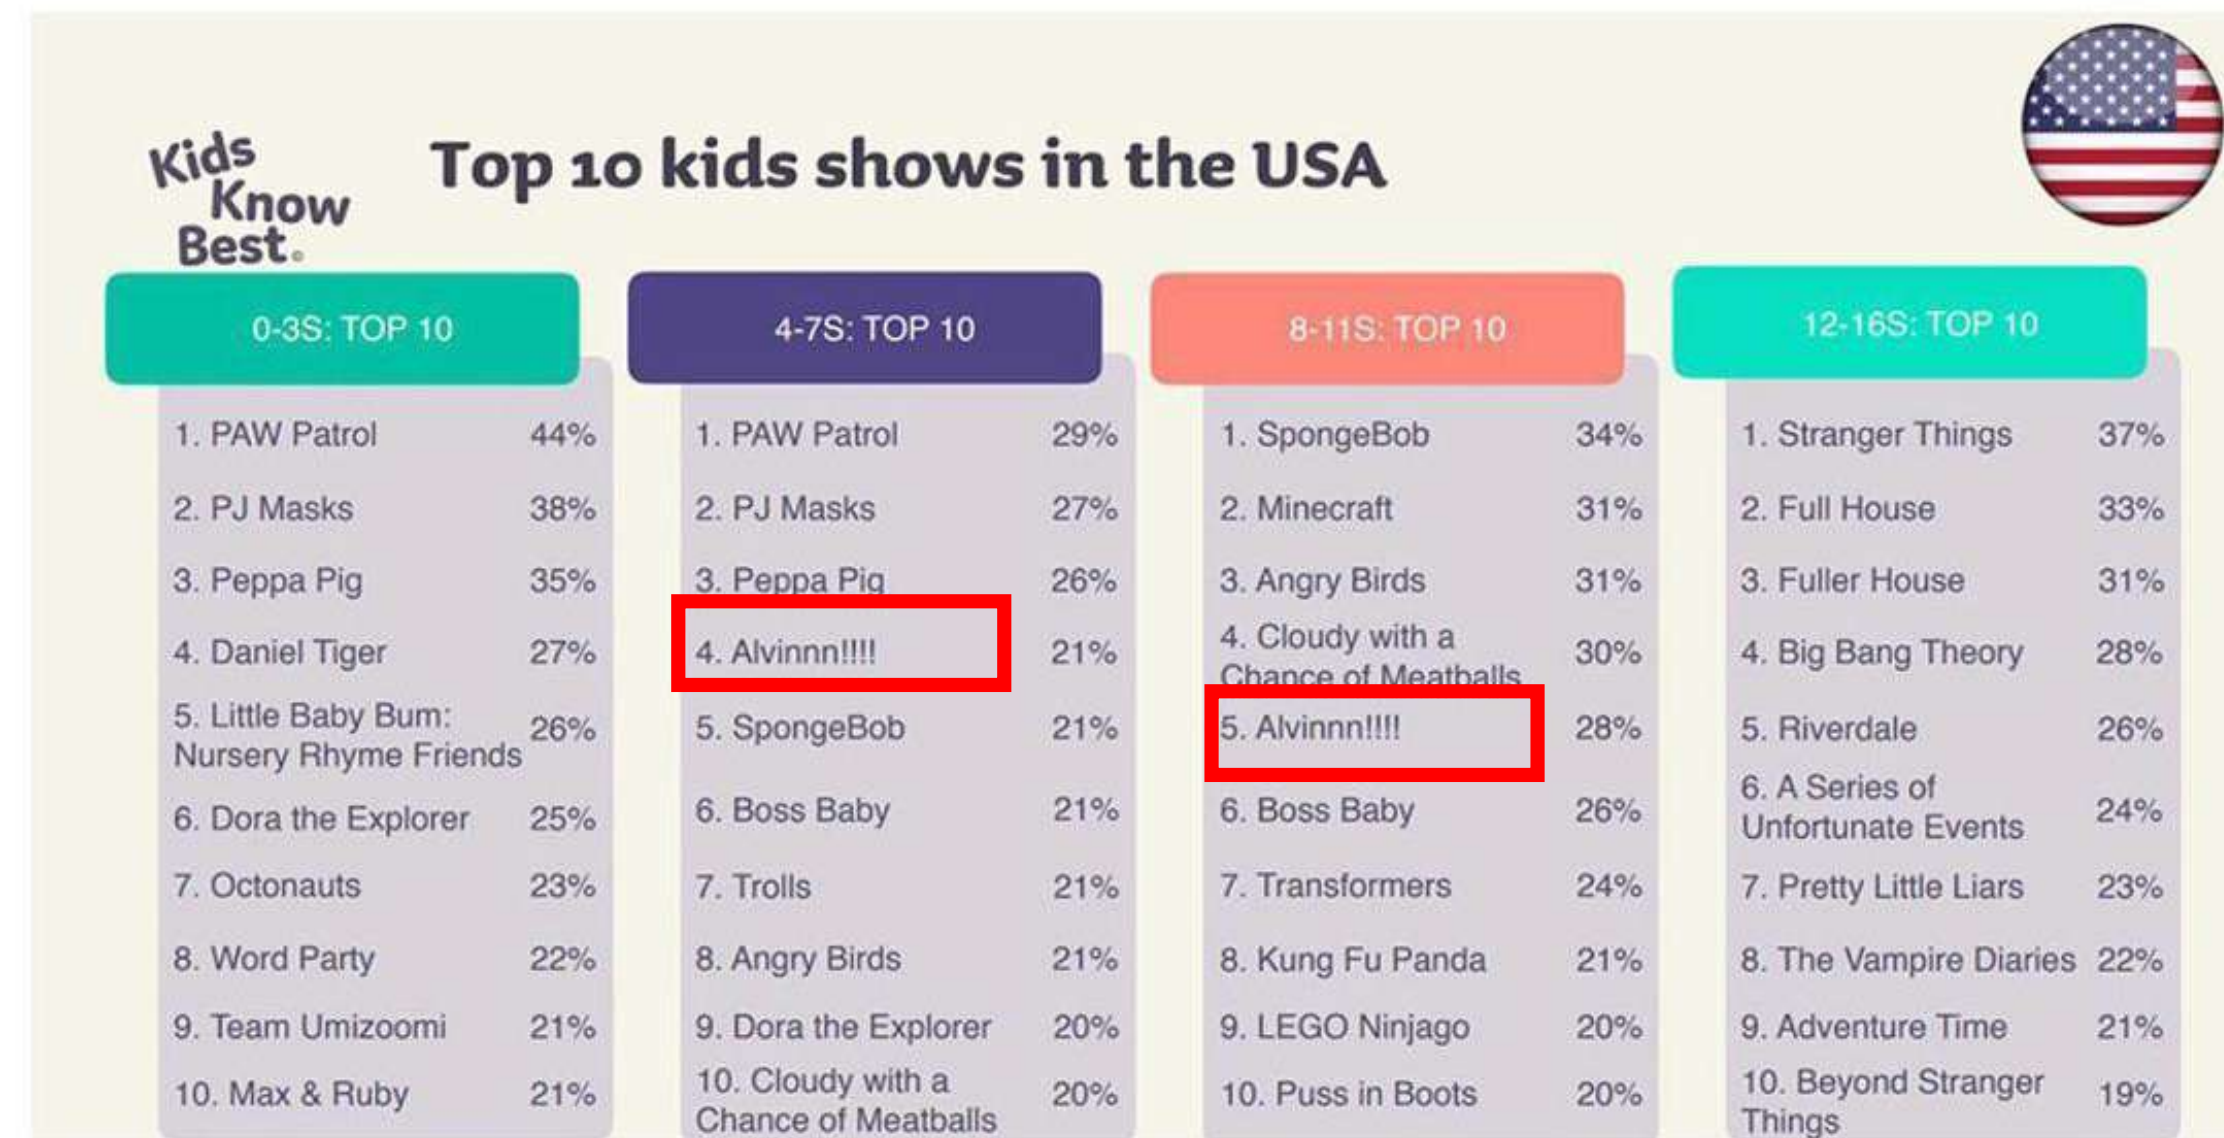 Kids
Know
Best.
Top 10 kids shows in the USA
0-3S: TOP 10
1. PAW Patrol 44%
2. PJ Masks 38%
3. Peppa Pig 35%
4. Daniel Tiger 27%
5. Little Baby Bum:
Nursery Rhyme Friends 26%
6. Dora the Explorer 25%
7. Octonauts 23%
8. Word Party 22%
9. Team Umizoomi 21%
10. Max & Ruby 21%
4-7S: TOP 10
1. PAW Patrol 29%
2. PJ Masks 27%
3. Peppa Pig 26%
4. Alvinnn!!!! 21%
5. SpongeBob 21%
6. Boss Baby 21%
7. Trolls 21%
8. Angry Birds 21%
9. Dora the Explorer 20%
10. Cloudy with a
Chance of Meatballs 20%
8-11S: TOP 10
1. SpongeBob 34%
2. Minecraft 31%
3. Angry Birds 31%
4. Cloudy with a
Chance of Meatballs 30%
5. Alvinnn!!!! 28%
6. Boss Baby 26%
7. Transformers 24%
8. Kung Fu Panda 21%
9. LEGO Ninjago 20%
10. Puss in Boots 20%
12-16S: TOP 10
1. Stranger Things 37%
2. Full House 33%
3. Fuller House 31%
4. Big Bang Theory 28%
5. Riverdale 26%
6. A Series of
Unfortunate Events 24%
7. Pretty Little Liars 23%
8. The Vampire Diaries 22%
9. Adventure Time 21%
10. Beyond Stranger
Things 19%